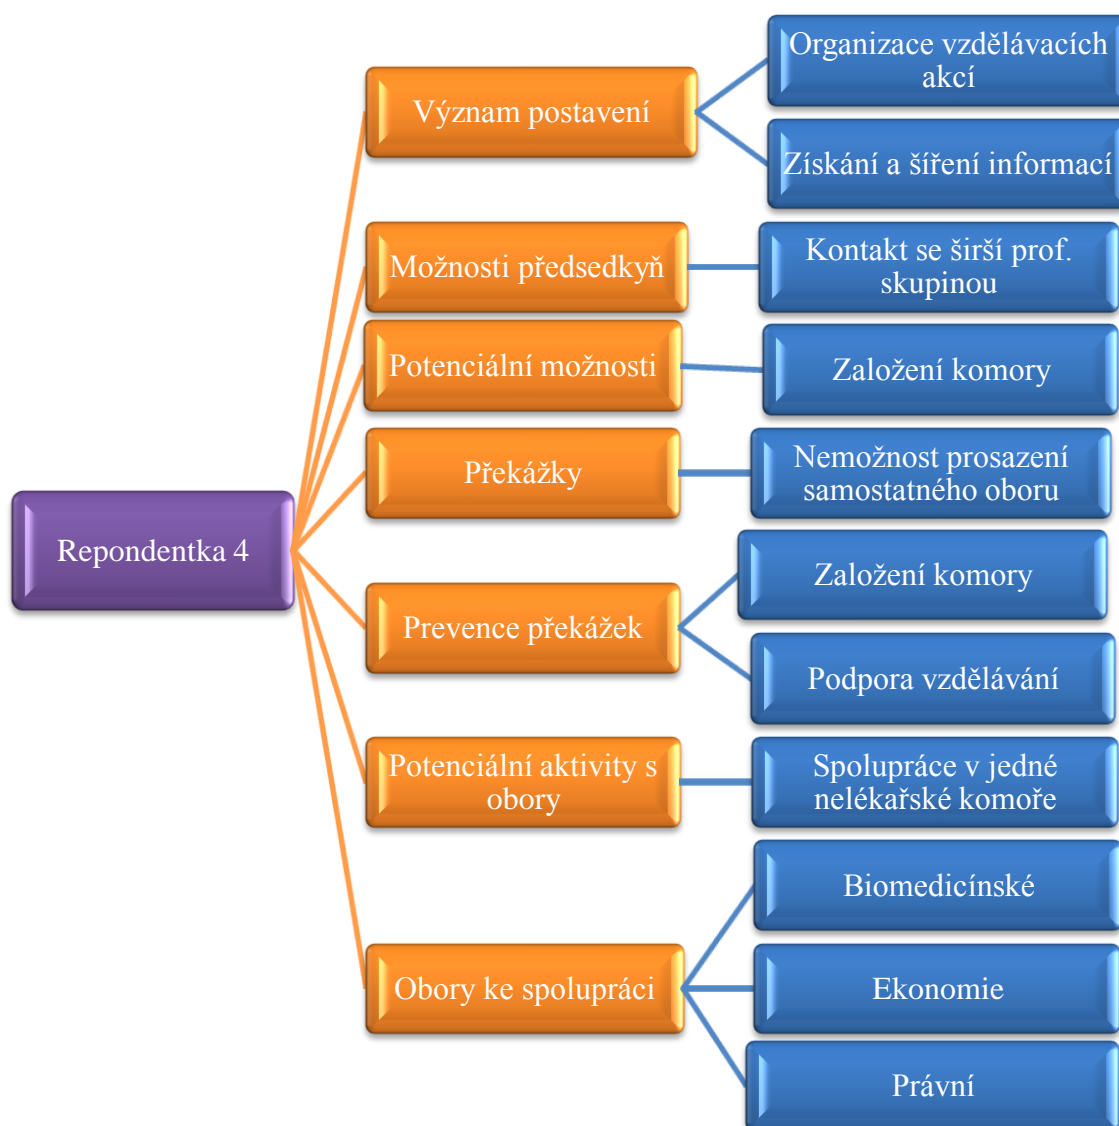 Repondentka 4
Význam postavení
Organizace vzdělávacích
akcí
Získání a šíření informací
Možnosti předsedkyň
Kontakt se širší prof.
skupinou
Potenciální možnosti
Založení komory
Překážky
Nemožnost prosazení
samostatného oboru
Prevence překážek
Založení komory
Podpora vzdělávání
Potenciální aktivity s
obory
Spolupráce v jedné
nelékařské komoře
Obory ke spolupráci
Biomedicínské
Ekonomie
Právní